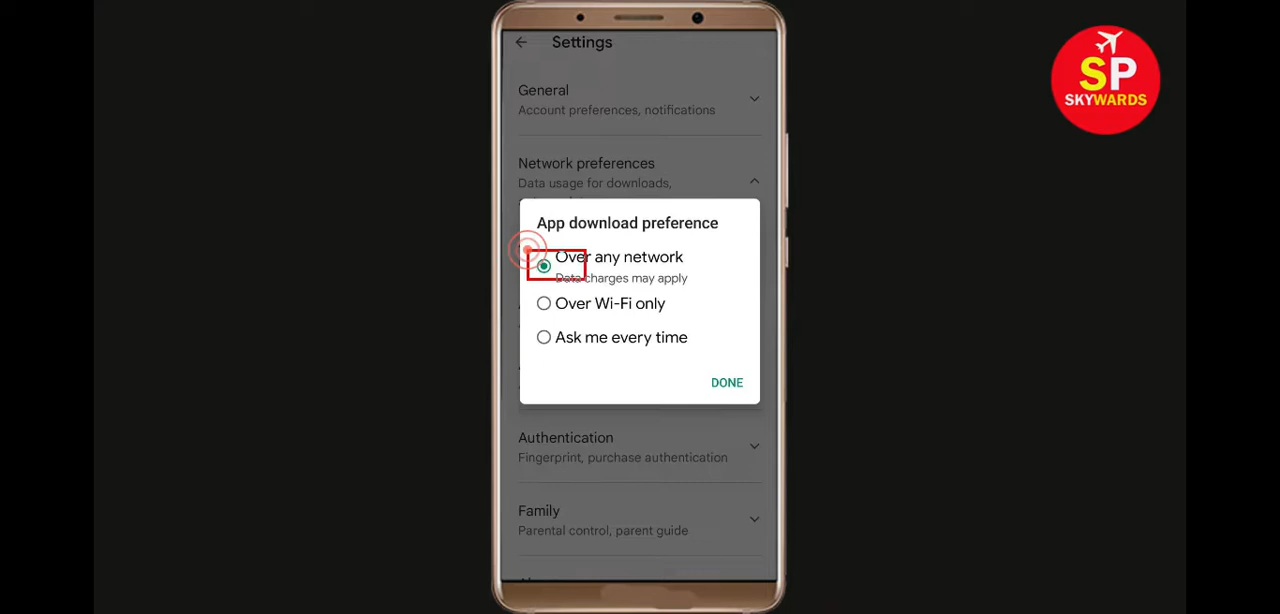 Settings
General
Account preferences, notifications
Network preferences
Data usage for downloads,
App download preference
Over any network
Data charges may apply
Over Wi-Fi only
Ask me every time
DONE
Authentication
Fingerprint, purchase authentication
Family
Parental control, parent guide
SP
SKYWARDS